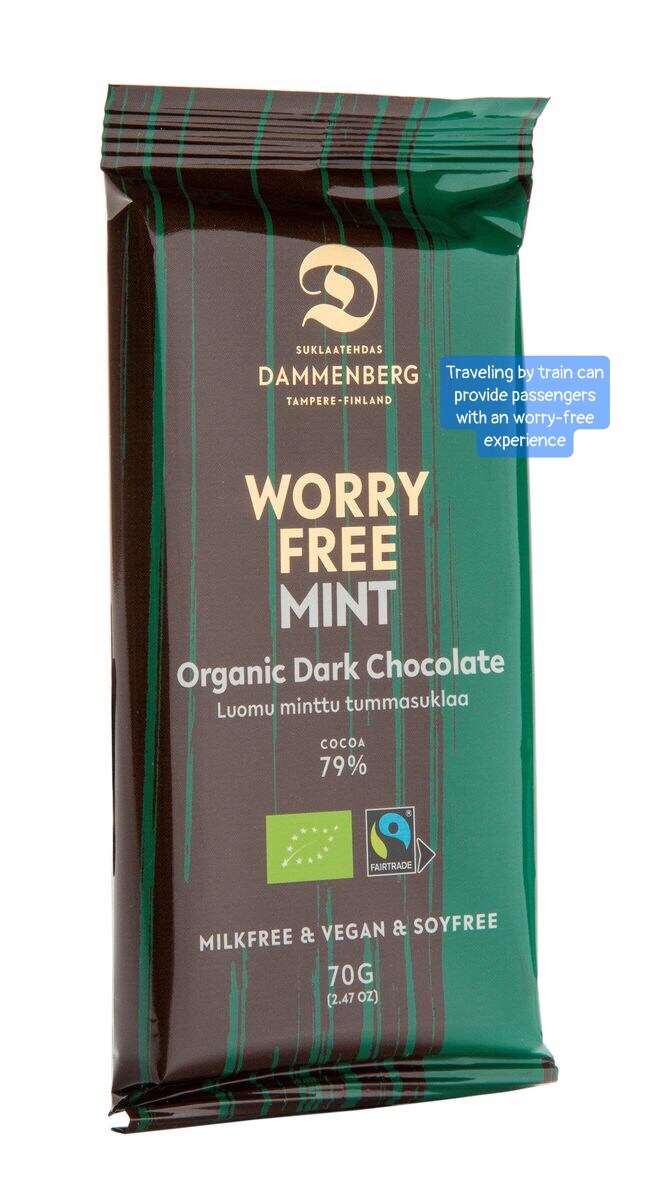 SUKLAATEHDAS
DAMMENBERG
TAMPERE-FINLAND
Traveling by train can
provide passengers
with an worry-free
experience
WORRY
FREE
MINT
Organic Dark Chocolate
Luomu minttu tummasuklaa
COCOA
79%
FAIRTRADE
MILKFREE & VEGAN & SOYFREE
70G
(2.47 OZ)